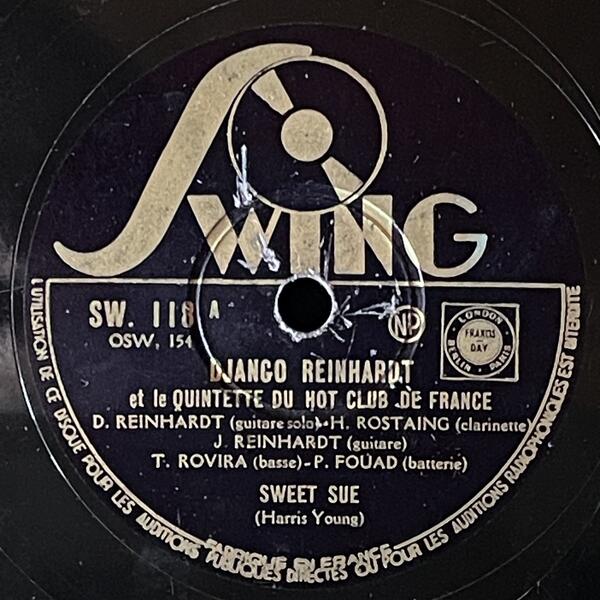 SWING
SW. 118 A
OSW, 154
NP
LONDON
FRANCIS
DAY
BERLIN • PARIS
DJANGO REINHARDT
et le QUINTETTE DU HOT CLUB DE FRANCE
D. REINHARDT (guitare solo)-H. ROSTAING (clarinette)
J. REINHARDT (guitare)
T. ROVIRA (basse)-P. FOUAD (batterie)
SWEET SUE
(Harris Young)
FABRIQUÉ EN FRANCE
L'UTILISATION DE CE DISQUE POUR LES AUDITIONS PUBLIQUES DIRECTES OU POUR LES AUDITIONS RADIOPHONIQUES EST INTERDITE